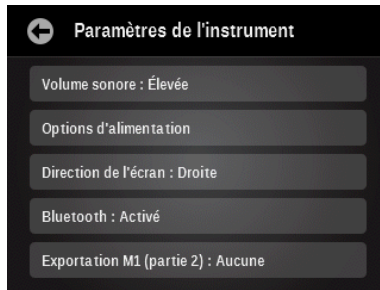 Paramètres de l'instrument
Volume sonore : Élevée
Options d'alimentation
Direction de l'écran : Droite
Bluetooth : Activé
Exportation M1 (partie 2) : Aucune